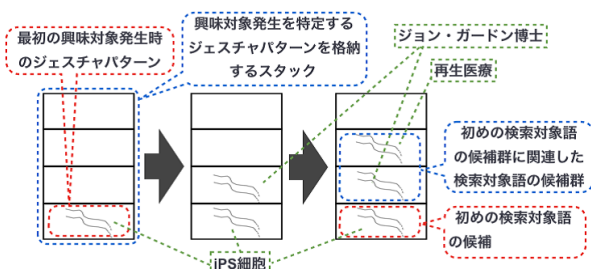 最初の興味対象発生時
のジェスチャパターン
興味対象発生を特定する
ジェスチャパターンを格納
するスタック
ジョン・ガードン博士
再生医療
初めの検索対象語
の候補群に関連した
検索対象語の候補群
初めの検索対象語
の候補
iPS細胞